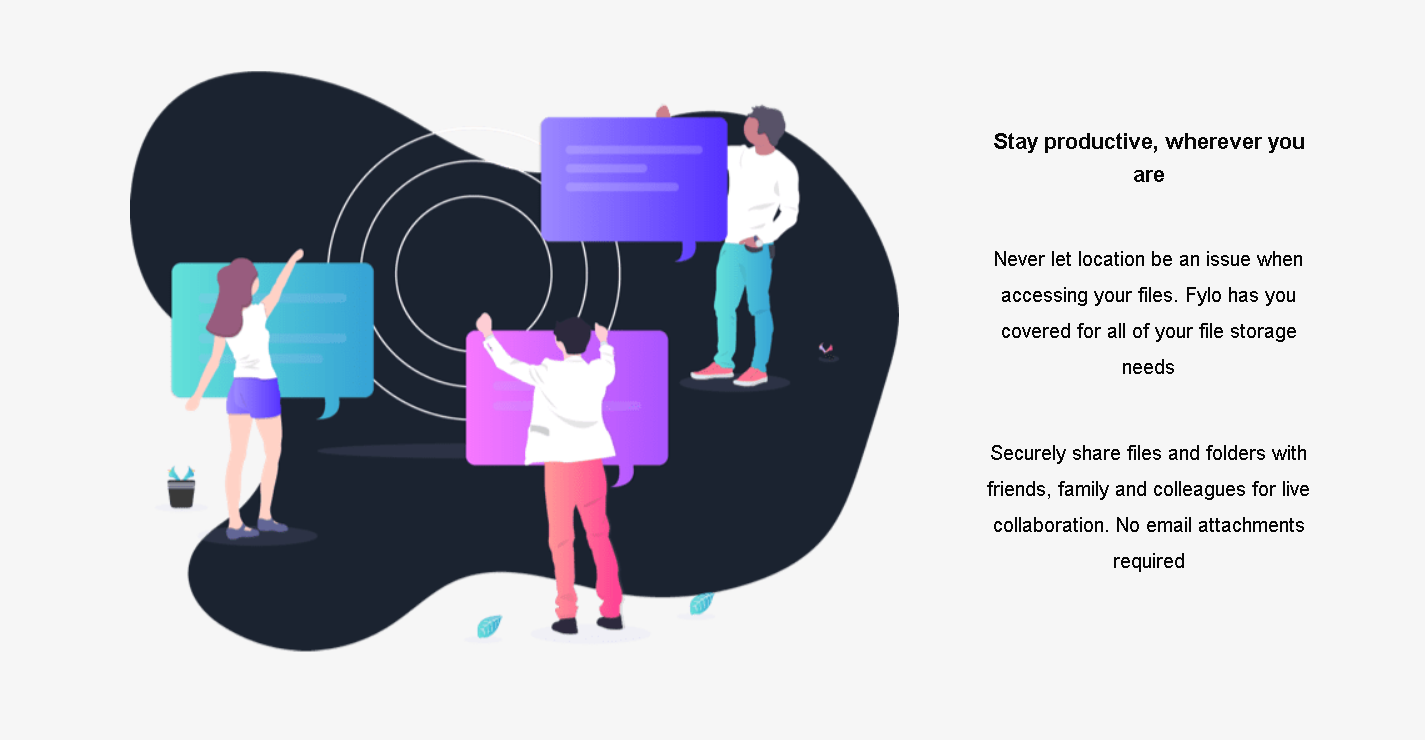 Stay productive, wherever you
are
Never let location be an issue when
accessing your files. Fylo has you
covered for all of your file storage
needs
Securely share files and folders with
friends, family and colleagues for live
collaboration. No email attachments
required